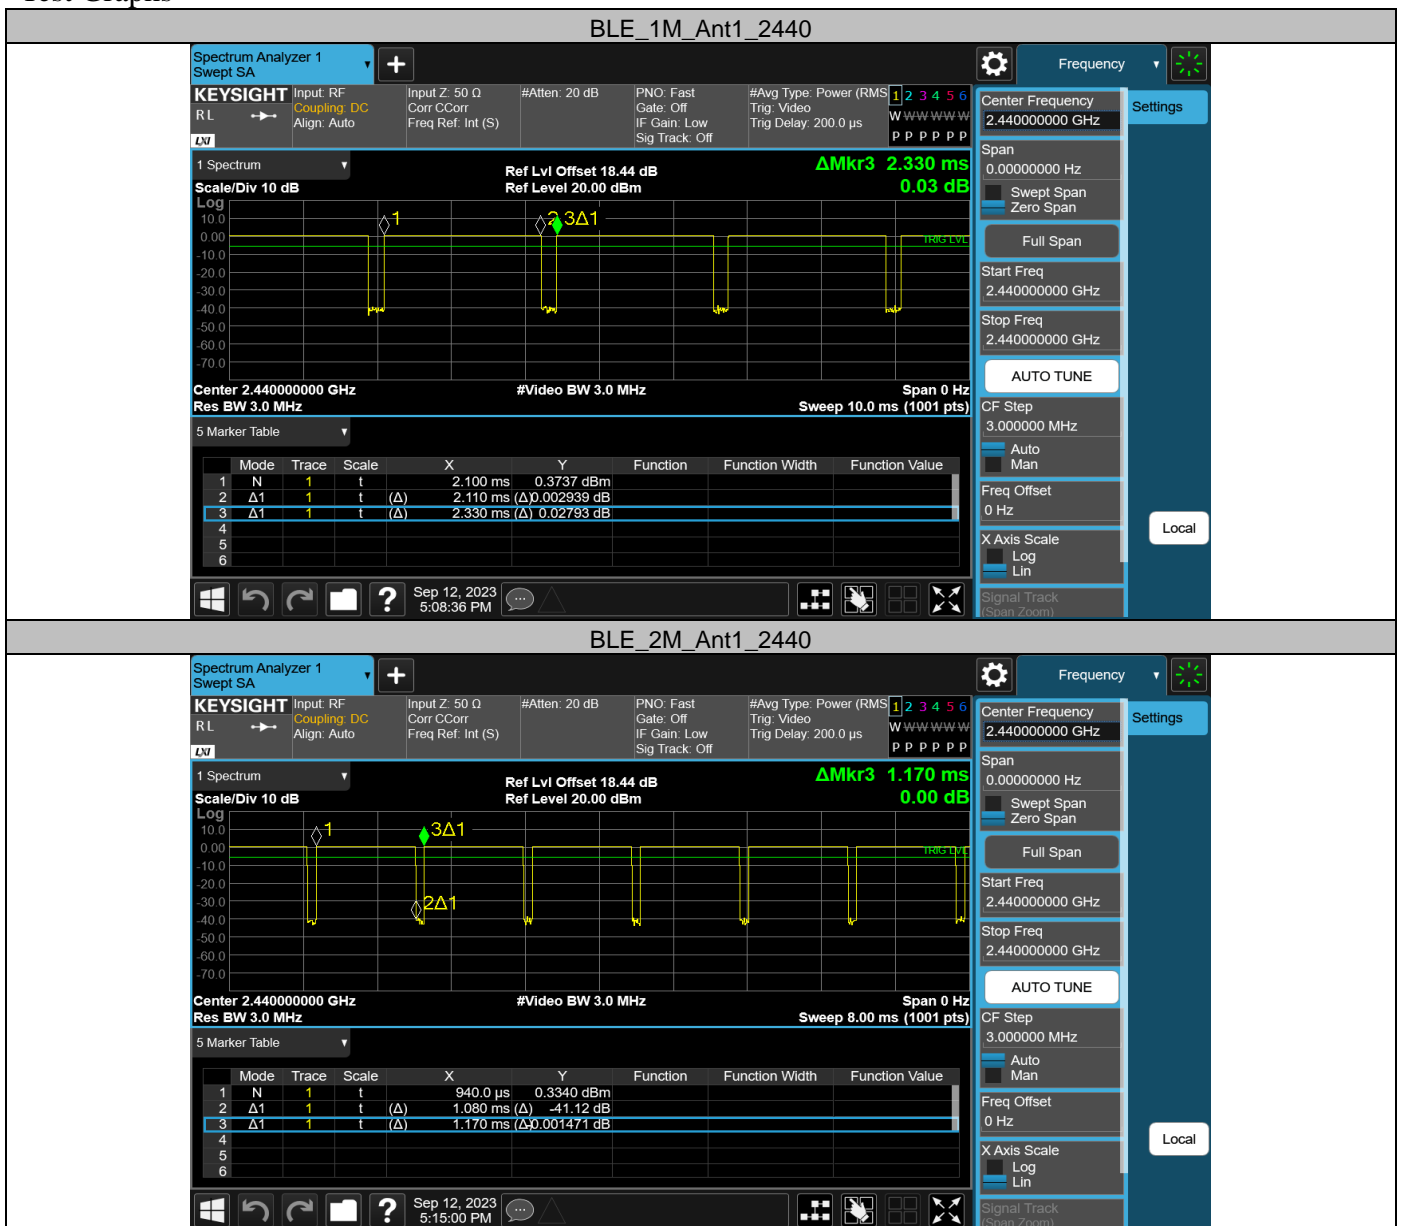 BLE_1M_Ant1_2440
Spectrum Analyzer 1
Swept SA
Frequency
KEYSIGHT
RL
LXI
Input: RF
Coupling: DC
Align: Auto
Input Z: 50 Ω
Corr CCorr
Freq Ref: Int (S)
#Atten: 20 dB
PNO: Fast
Gate: Off
IF Gain: Low
Sig Track: Off
#Avg Type: Power (RMS
Trig: Video
Trig Delay: 200.0 µs
1 2 3 4 5 6
W W W W W W
P P P P P P
1 Spectrum
Scale/Div 10 dB
Ref Lvl Offset 18.44 dB
Ref Level 20.00 dBm
ΔMkr3 2.330 ms
0.03 dB
Log
10.0
0.00
-10.0
-20.0
-30.0
-40.0
-50.0
-60.0
-70.0
1
3Δ1
TRIG LVL
Center 2.440000000 GHz
Res BW 3.0 MHz
#Video BW 3.0 MHz
Span 0 Hz
Sweep 10.0 ms (1001 pts)
5 Marker Table
Mode Trace Scale X Y Function Function Width Function Value
1 N 1 t 2.100 ms 0.3737 dBm
2 Δ1 1 t (Δ) 2.110 ms (Δ)0.002939 dB
3 Δ1 1 t (Δ) 2.330 ms (Δ) 0.02793 dB
4
5
6
Sep 12, 2023
5:08:36 PM
Center Frequency
2.440000000 GHz
Settings
Span
0.00000000 Hz
Swept Span
Zero Span
Full Span
Start Freq
2.440000000 GHz
Stop Freq
2.440000000 GHz
AUTO TUNE
CF Step
3.000000 MHz
Auto
Man
Freq Offset
0 Hz
X Axis Scale
Log
Lin
Local
Signal Track
(Span Zoom)
BLE_2M_Ant1_2440
Spectrum Analyzer 1
Swept SA
Frequency
KEYSIGHT
RL
LXI
Input: RF
Coupling: DC
Align: Auto
Input Z: 50 Ω
Corr CCorr
Freq Ref: Int (S)
#Atten: 20 dB
PNO: Fast
Gate: Off
IF Gain: Low
Sig Track: Off
#Avg Type: Power (RMS
Trig: Video
Trig Delay: 200.0 µs
1 2 3 4 5 6
W W W W W W
P P P P P P
1 Spectrum
Scale/Div 10 dB
Ref Lvl Offset 18.44 dB
Ref Level 20.00 dBm
ΔMkr3 1.170 ms
0.00 dB
Log
10.0
0.00
-10.0
-20.0
-30.0
-40.0
-50.0
-60.0
-70.0
1
3Δ1
2Δ1
TRIG LVL
Center 2.440000000 GHz
Res BW 3.0 MHz
#Video BW 3.0 MHz
Span 0 Hz
Sweep 8.00 ms (1001 pts)
5 Marker Table
Mode Trace Scale X Y Function Function Width Function Value
1 N 1 t 940.0 µs 0.3340 dBm
2 Δ1 1 t (Δ) 1.080 ms (Δ) -41.12 dB
3 Δ1 1 t (Δ) 1.170 ms (Δ)-0.001471 dB
4
5
6
Sep 12, 2023
5:15:00 PM
Center Frequency
2.440000000 GHz
Settings
Span
0.00000000 Hz
Swept Span
Zero Span
Full Span
Start Freq
2.440000000 GHz
Stop Freq
2.440000000 GHz
AUTO TUNE
CF Step
3.000000 MHz
Auto
Man
Freq Offset
0 Hz
X Axis Scale
Log
Lin
Local
Signal Track
(Span Zoom)